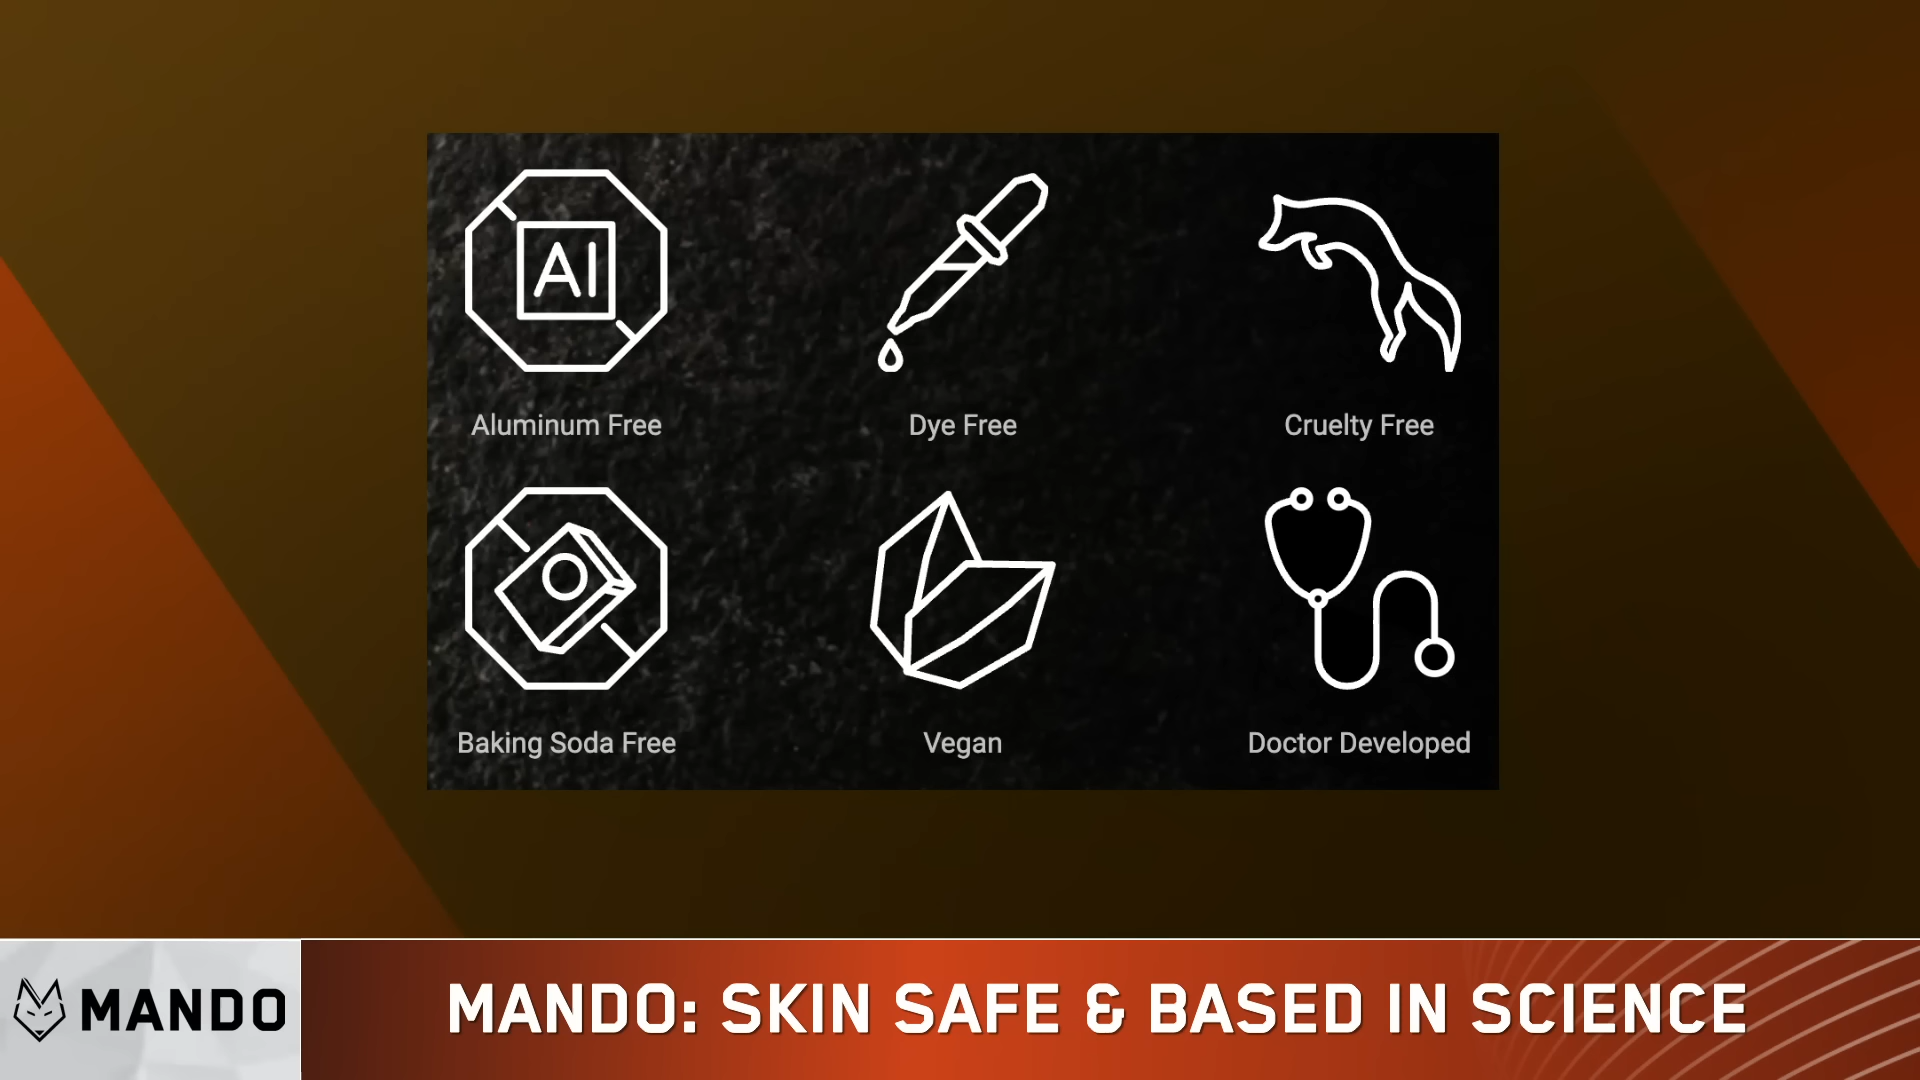 Al
Aluminum Free
Dye Free
Cruelty Free
Baking Soda Free
Vegan
Doctor Developed
MANDO
MANDO: SKIN SAFE & BASED IN SCIENCE